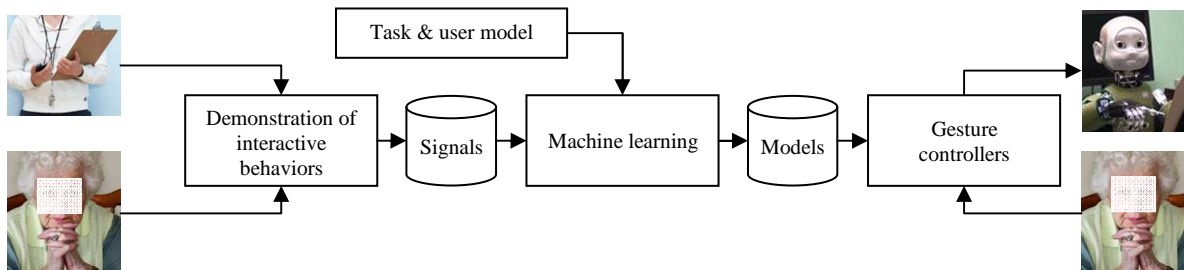 Task & user model
Demonstration of
interactive
behaviors
Signals
Machine learning
Models
Gesture
controllers